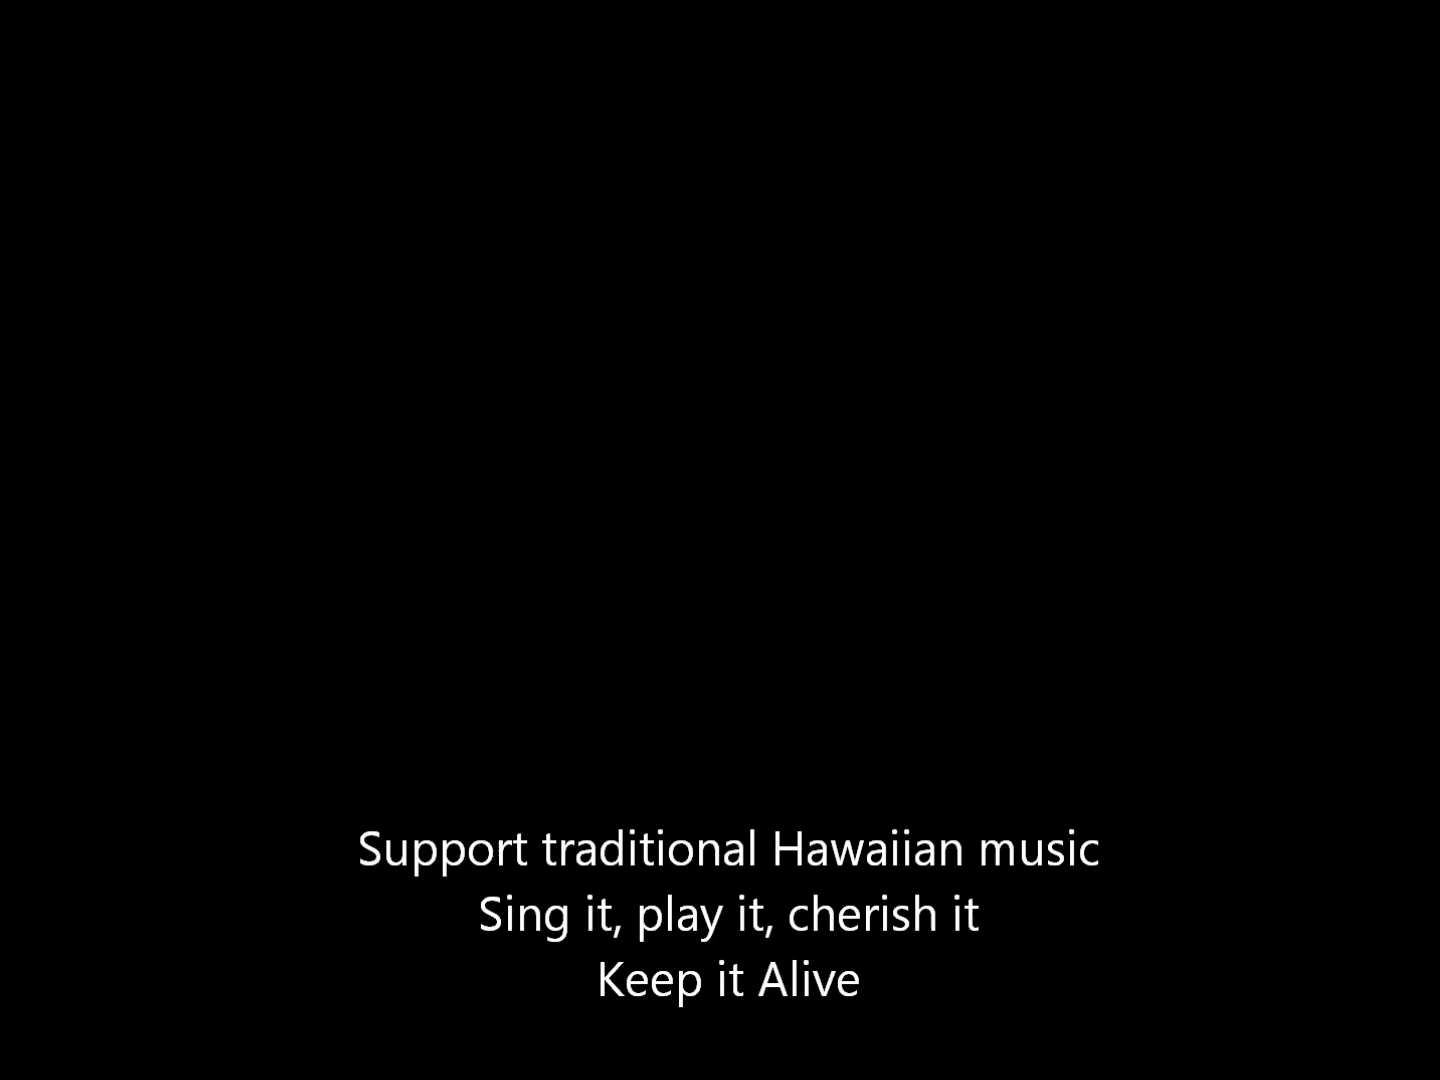 Support traditional Hawaiian music
Sing it, play it, cherish it
Keep it Alive